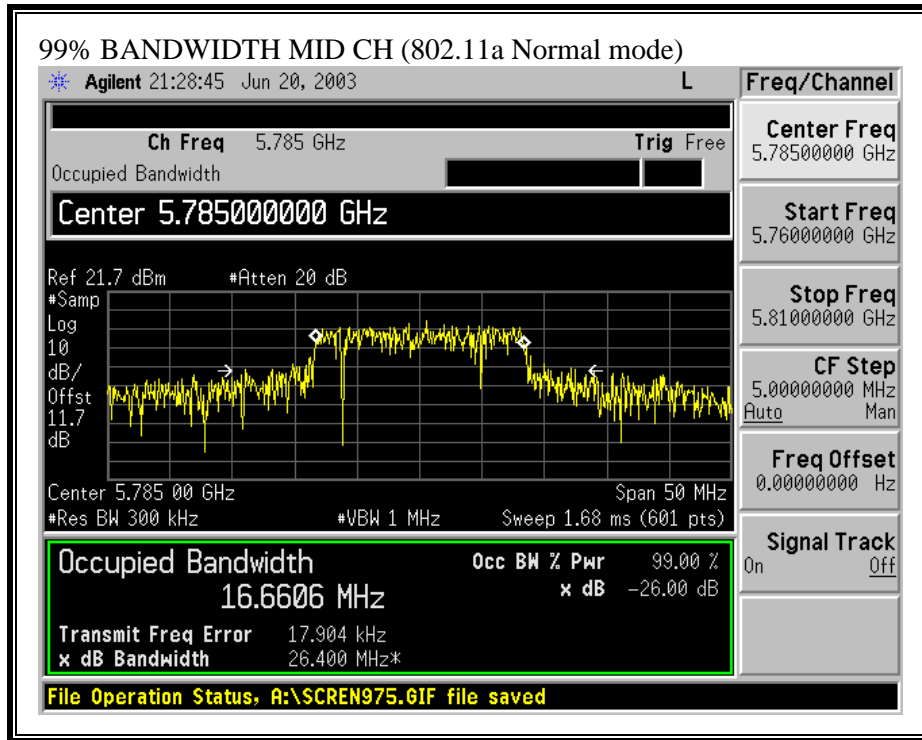 99% BANDWIDTH MID CH (802.11a Normal mode)
Agilent 21:28:45 Jun 20, 2003 L
Freq/Channel
Ch Freq 5.785 GHz Trig Free
Occupied Bandwidth
Center 5.785000000 GHz
Center Freq
5.78500000 GHz
Start Freq
5.76000000 GHz
Stop Freq
5.81000000 GHz
CF Step
5.00000000 MHz
Auto Man
Freq Offset
0.00000000 Hz
Signal Track
On Off
Ref 21.7 dBm #Atten 20 dB
#Samp
Log
10
dB/
Offst
11.7
dB
Center 5.785 00 GHz Span 50 MHz
#Res BW 300 kHz #VBW 1 MHz Sweep 1.68 ms (601 pts)
Occupied Bandwidth Occ BW % Pwr 99.00 %
16.6606 MHz x dB -26.00 dB
Transmit Freq Error 17.904 kHz
x dB Bandwidth 26.400 MHz*
File Operation Status, A:\SCREN975.GIF file saved